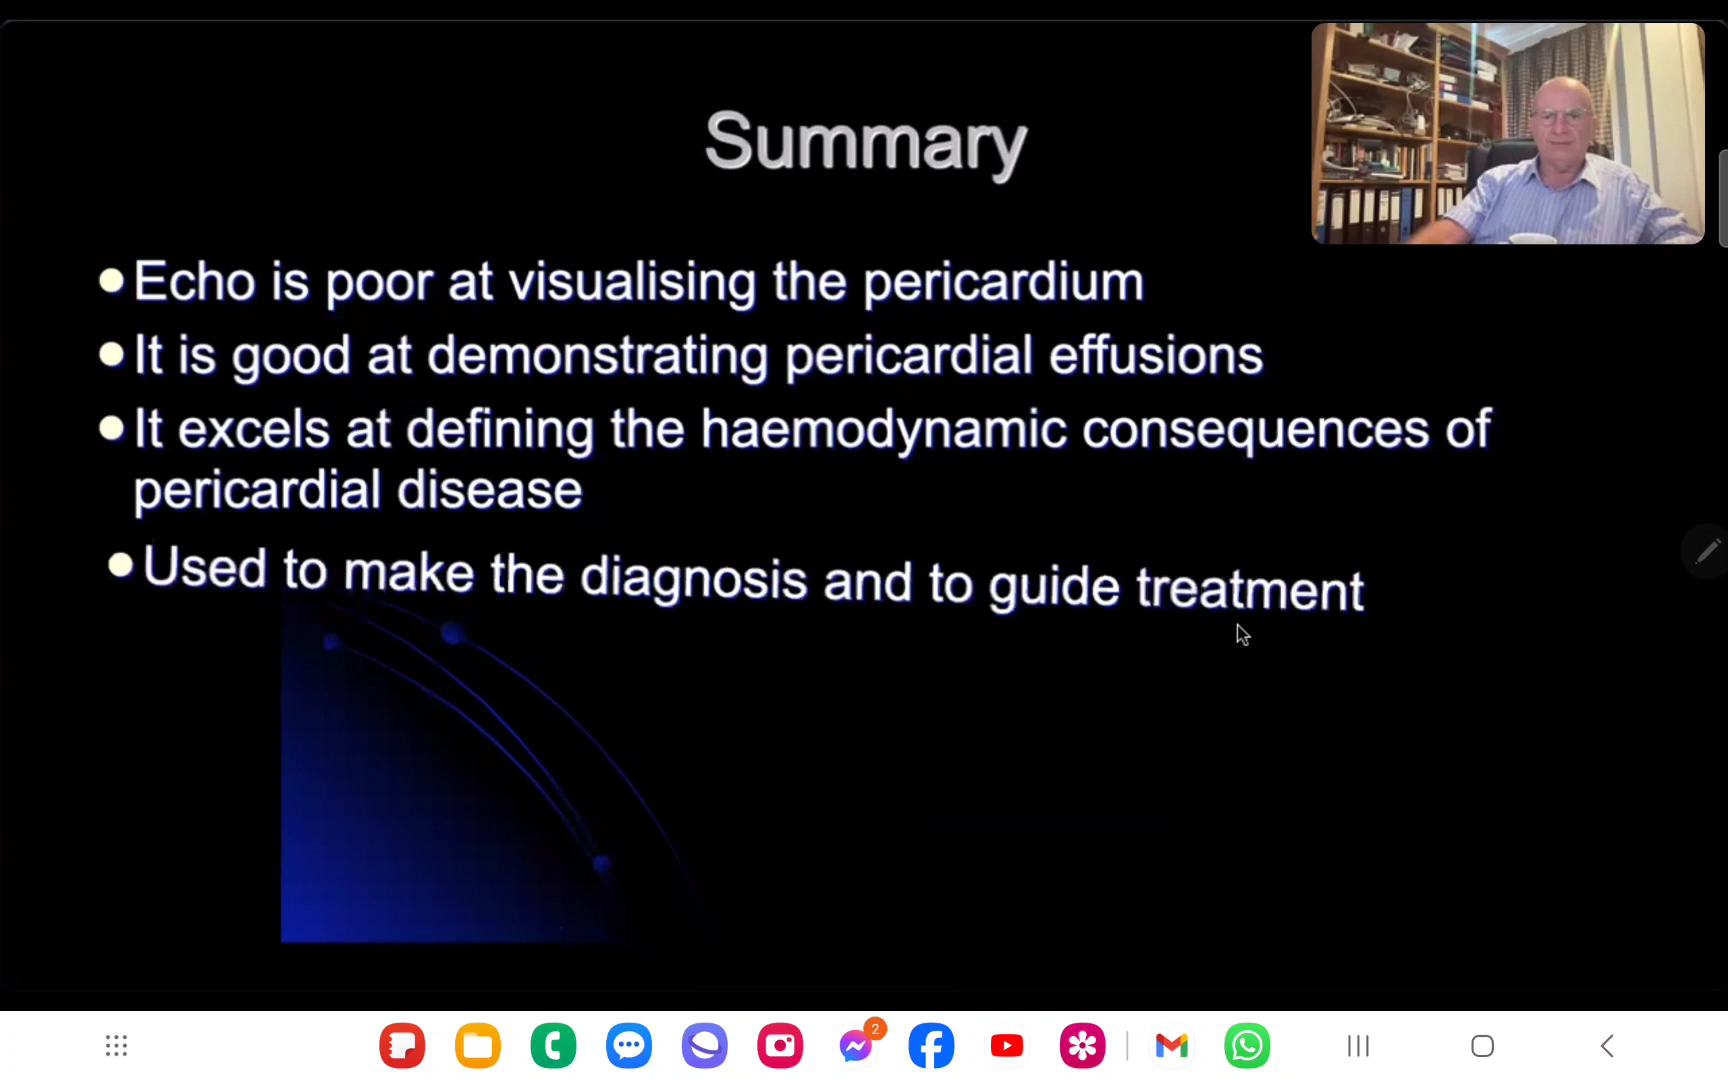 Summary
Echo is poor at visualising the pericardium
It is good at demonstrating pericardial effusions
It excels at defining the haemodynamic consequences of
pericardial disease
Used to make the diagnosis and to guide treatment
2